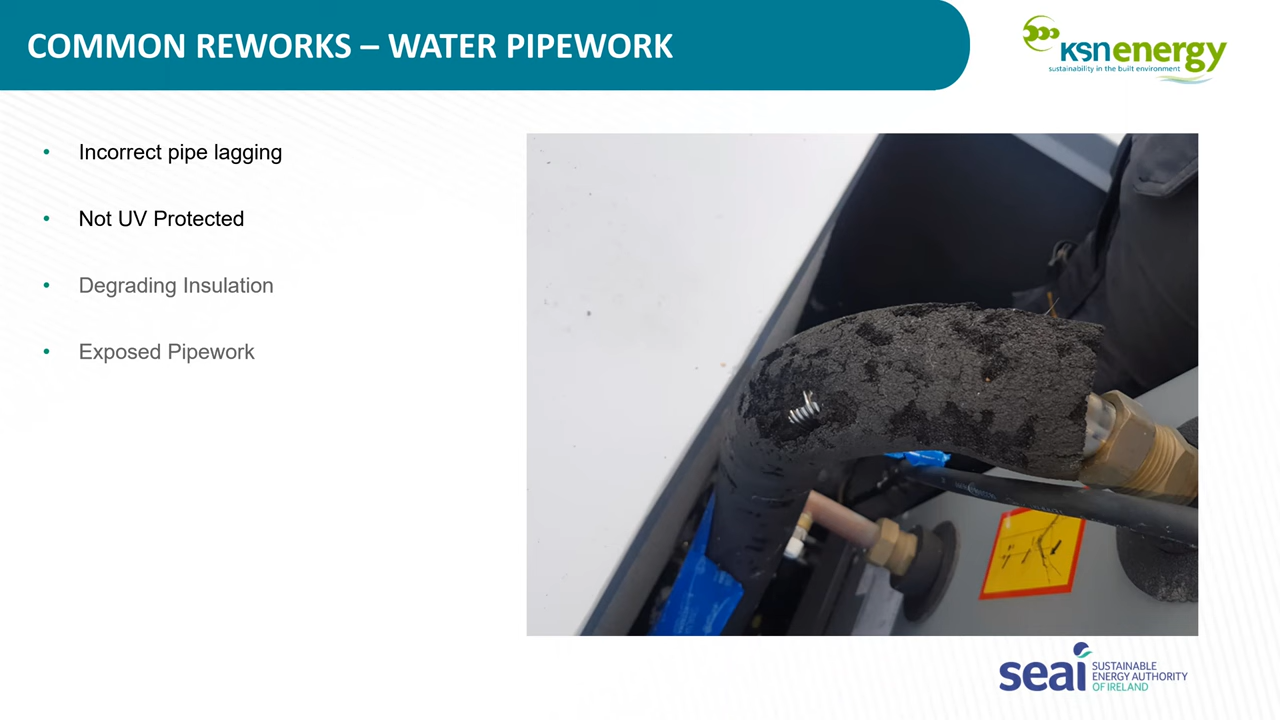 COMMON REWORKS – WATER PIPEWORK
KSNenergy
sustainability in the built environment
• Incorrect pipe lagging
• Not UV Protected
• Degrading Insulation
• Exposed Pipework
seai
SUSTAINABLE
ENERGY AUTHORITY
OF IRELAND